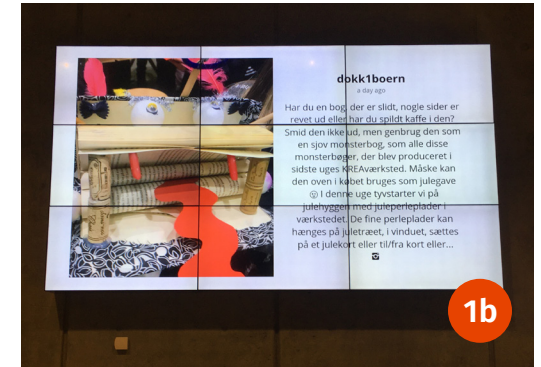 dokk1boern
a day ago
Har du en bog, der er slidt, nogle sider er
revet ud eller har du spildt kaffe i den?
Smid den ikke ud, men genbrug den som
en sjov monsterbog, som alle disse
monsterbøger, der blev produceret i
sidste uges KREAværksted. Måske kan
den oven i købet bruges som julegave
😲 I denne uge tyvstarter vi på
julehyggen med juleperleplader i
værkstedet. De fine perleplader kan
hænges på juletræet, i vinduet, sættes
på et julekort eller til/fra kort eller...
1b